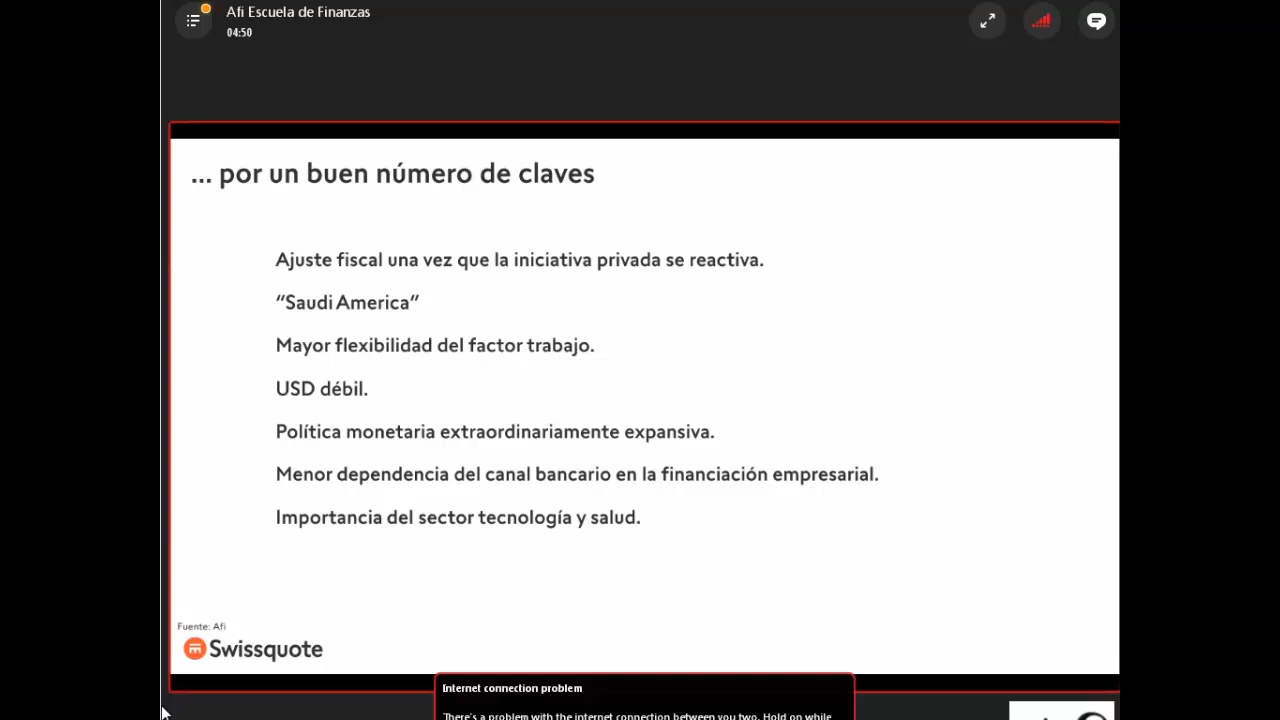 Afi Escuela de Finanzas
04:50
... por un buen número de claves
Ajuste fiscal una vez que la iniciativa privada se reactiva.
“Saudi America”
Mayor flexibilidad del factor trabajo.
USD débil.
Política monetaria extraordinariamente expansiva.
Menor dependencia del canal bancario en la financiación empresarial.
Importancia del sector tecnología y salud.
Fuente: Afi
Swissquote
Internet connection problem
There's a problem with the internet connection between you two. Hold on while